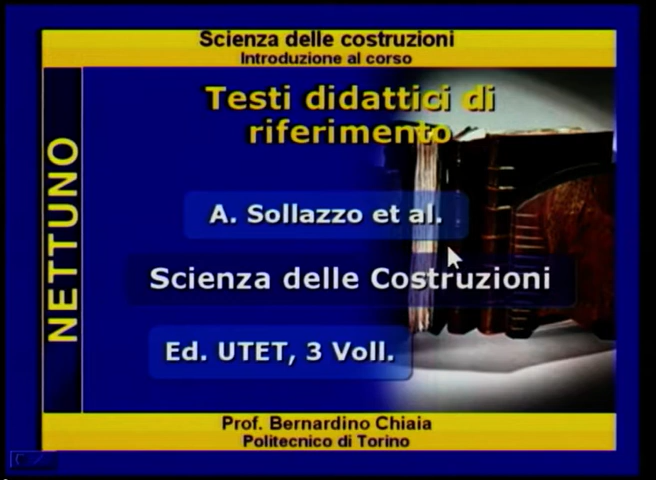 Scienza delle costruzioni
Introduzione al corso
NETTUNO
Testi didattici di
riferimento
A. Sollazzo et al.
Scienza delle Costruzioni
Ed. UTET, 3 Voll.
Prof. Bernardino Chiaia
Politecnico di Torino